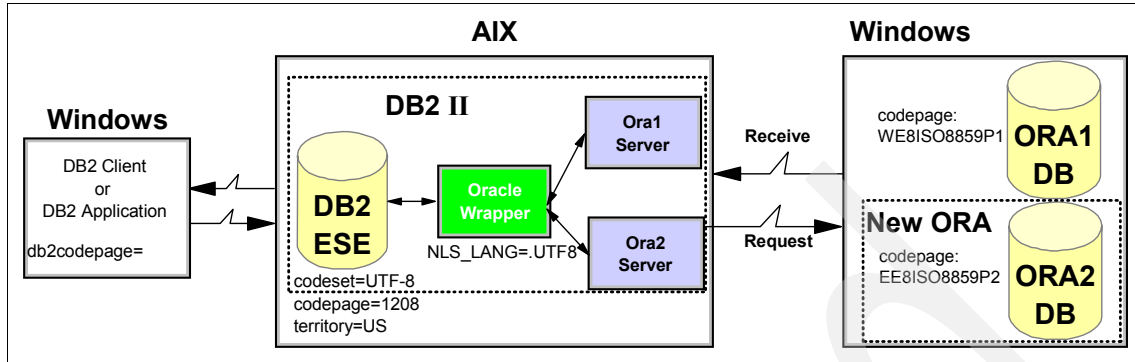 AIX
Windows
Windows
DB2 Client
or
DB2 Application
db2codepage=
DB2 II
DB2
ESE
codeset=UTF-8
codepage=1208
territory=US
Oracle
Wrapper
NLS_LANG=.UTF8
Ora1
Server
Ora2
Server
Receive
Request
codepage:
WE8ISO8859P1
ORA1
DB
New ORA
codepage:
EE8ISO8859P2
ORA2
DB